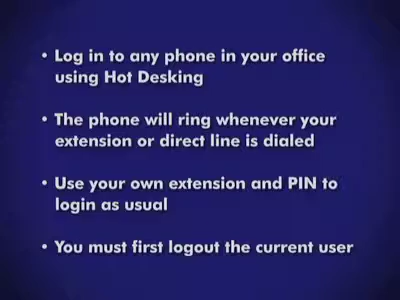 • Log in to any phone in your office
using Hot Desking
• The phone will ring whenever your
extension or direct line is dialed
• Use your own extension and PIN to
login as usual
• You must first logout the current user